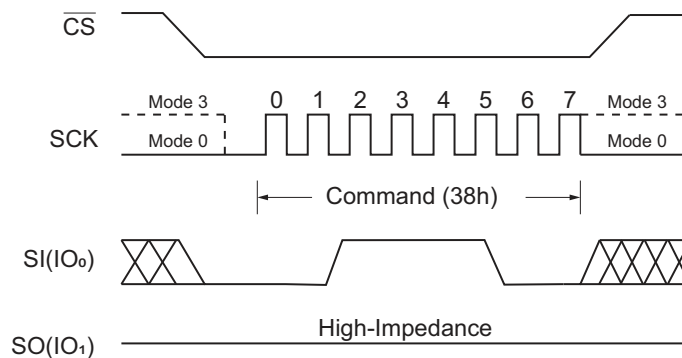 CS
Mode 3 0 1 2 3 4 5 6 7 Mode 3
SCK
Mode 0 Mode 0
Command (38h)
SI(IO₀)
High-Impedance
SO(IO₁)